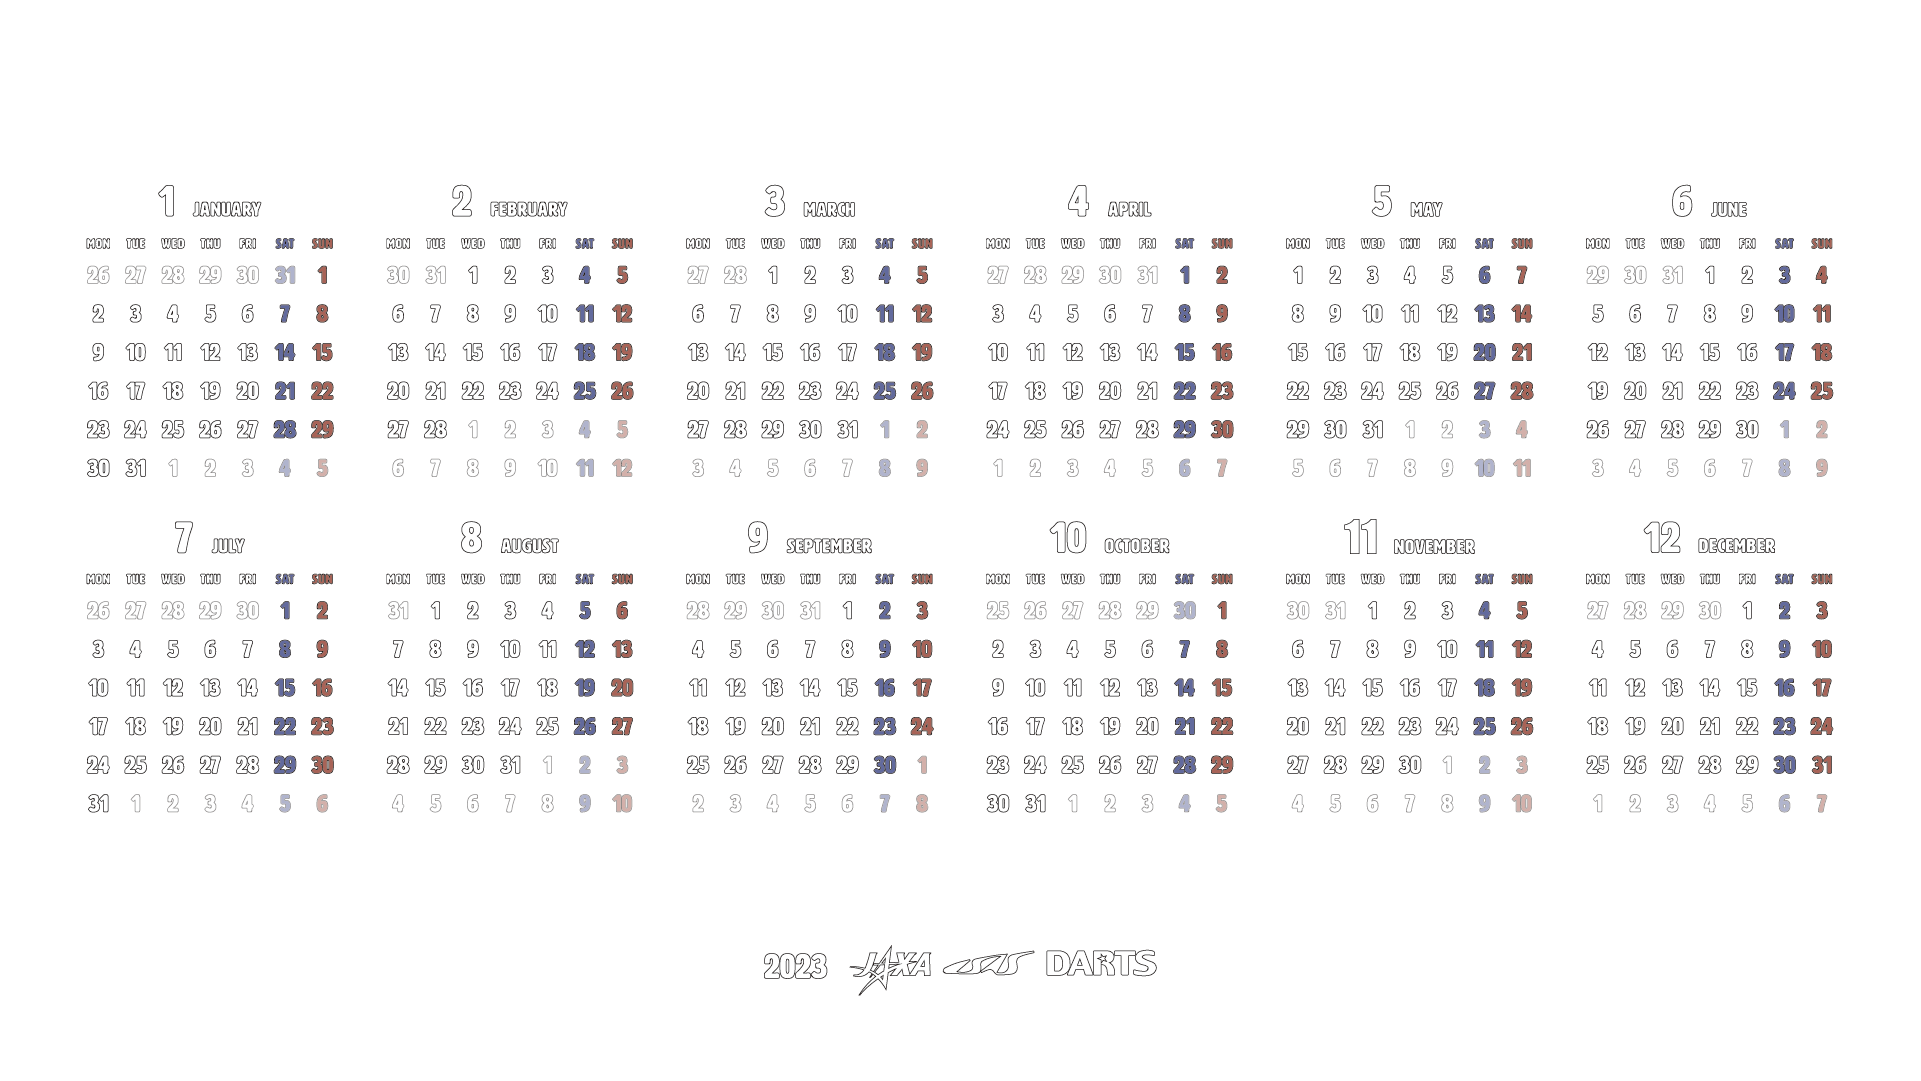 1 JANUARY
MON TUE WED THU FRI SAT SUN
26 27 28 29 30 31 1
2 3 4 5 6 7 8
9 10 11 12 13 14 15
16 17 18 19 20 21 22
23 24 25 26 27 28 29
30 31 1 2 3 4 5
2 FEBRUARY
MON TUE WED THU FRI SAT SUN
30 31 1 2 3 4 5
6 7 8 9 10 11 12
13 14 15 16 17 18 19
20 21 22 23 24 25 26
27 28 1 2 3 4 5
6 7 8 9 10 11 12
3 MARCH
MON TUE WED THU FRI SAT SUN
27 28 1 2 3 4 5
6 7 8 9 10 11 12
13 14 15 16 17 18 19
20 21 22 23 24 25 26
27 28 29 30 31 1 2
3 4 5 6 7 8 9
4 APRIL
MON TUE WED THU FRI SAT SUN
27 28 29 30 31 1 2
3 4 5 6 7 8 9
10 11 12 13 14 15 16
17 18 19 20 21 22 23
24 25 26 27 28 29 30
1 2 3 4 5 6 7
5 MAY
MON TUE WED THU FRI SAT SUN
1 2 3 4 5 6 7
8 9 10 11 12 13 14
15 16 17 18 19 20 21
22 23 24 25 26 27 28
29 30 31 1 2 3 4
5 6 7 8 9 10 11
6 JUNE
MON TUE WED THU FRI SAT SUN
29 30 31 1 2 3 4
5 6 7 8 9 10 11
12 13 14 15 16 17 18
19 20 21 22 23 24 25
26 27 28 29 30 1 2
3 4 5 6 7 8 9
7 JULY
MON TUE WED THU FRI SAT SUN
26 27 28 29 30 1 2
3 4 5 6 7 8 9
10 11 12 13 14 15 16
17 18 19 20 21 22 23
24 25 26 27 28 29 30
31 1 2 3 4 5 6
8 AUGUST
MON TUE WED THU FRI SAT SUN
31 1 2 3 4 5 6
7 8 9 10 11 12 13
14 15 16 17 18 19 20
21 22 23 24 25 26 27
28 29 30 31 1 2 3
4 5 6 7 8 9 10
9 SEPTEMBER
MON TUE WED THU FRI SAT SUN
28 29 30 31 1 2 3
4 5 6 7 8 9 10
11 12 13 14 15 16 17
18 19 20 21 22 23 24
25 26 27 28 29 30 1
2 3 4 5 6 7 8
10 OCTOBER
MON TUE WED THU FRI SAT SUN
25 26 27 28 29 30 1
2 3 4 5 6 7 8
9 10 11 12 13 14 15
16 17 18 19 20 21 22
23 24 25 26 27 28 29
30 31 1 2 3 4 5
11 NOVEMBER
MON TUE WED THU FRI SAT SUN
30 31 1 2 3 4 5
6 7 8 9 10 11 12
13 14 15 16 17 18 19
20 21 22 23 24 25 26
27 28 29 30 1 2 3
4 5 6 7 8 9 10
12 DECEMBER
MON TUE WED THU FRI SAT SUN
27 28 29 30 1 2 3
4 5 6 7 8 9 10
11 12 13 14 15 16 17
18 19 20 21 22 23 24
25 26 27 28 29 30 31
1 2 3 4 5 6 7
2023 JAXA ISAS DARTS